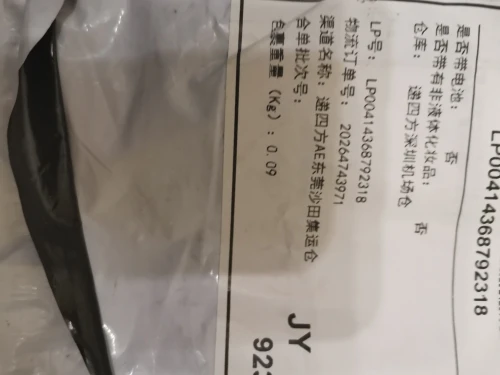 是否带电池： 否
是否带有非液体化妆品： 否
仓库： 递四方深圳机场仓
LP号： LP00414368792318
物流订单号： 20264743971
渠道名称： 递四方AE东莞沙田集运仓
合单批次号：
包裹重量（Kg）：0.09
LP00414368792318
JY
923